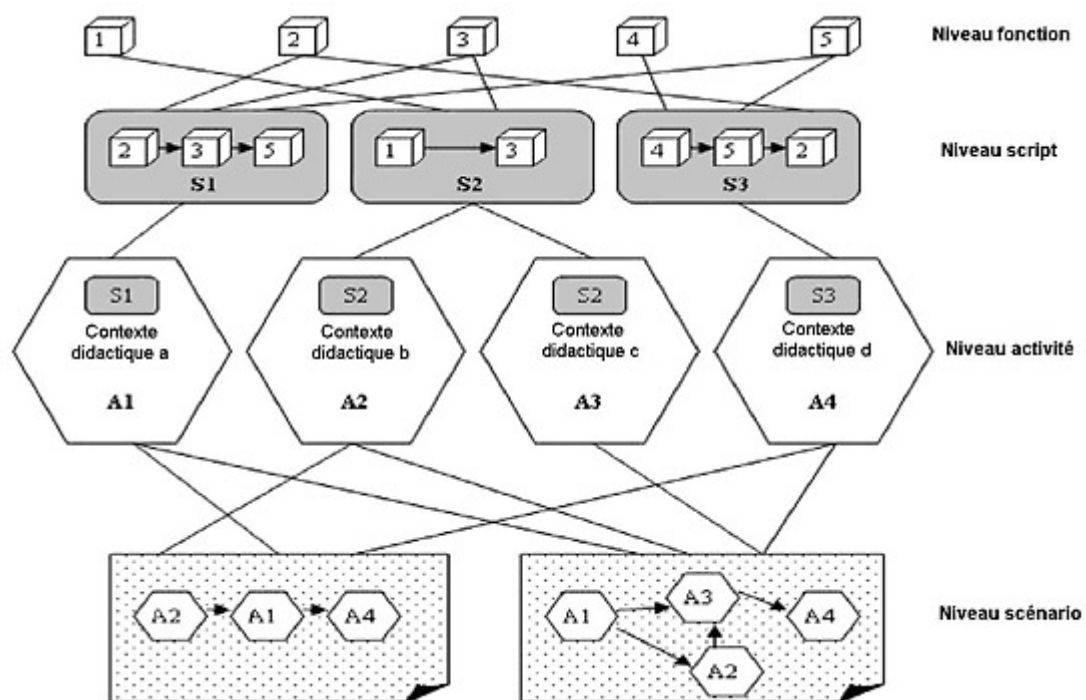 1 2 3 4 5 Niveau fonction
2 3 5 1 3 4 5 2 Niveau script
S1 S2 S3
S1 S2 S2 S3
Contexte Contexte Contexte Contexte
didactique a didactique b didactique c didactique d Niveau activité
A1 A2 A3 A4
A2 A1 A4 A1 A3 A4 Niveau scénario
A2